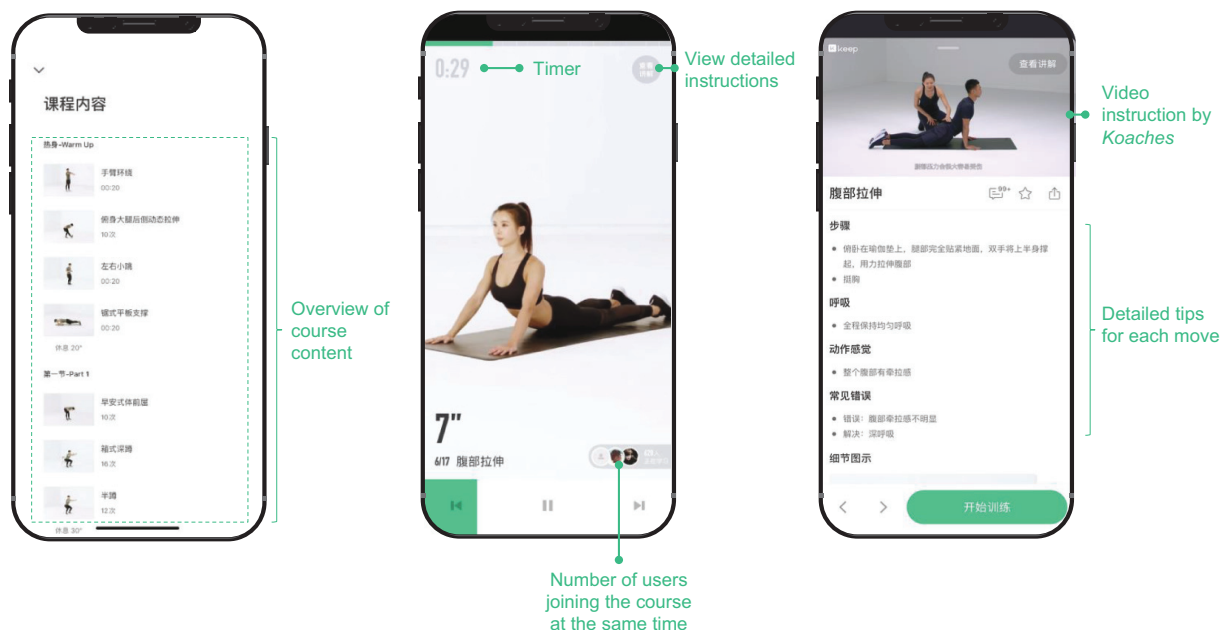 课程内容
热身-Warm Up
手臂环绕
00:20
俯身大腿后侧动态拉伸
10次
左右小跳
00:20
锯式平板支撑
00:20
休息 20"
第一节-Part 1
早安式体前屈
10次
箱式深蹲
16次
半蹲
12次
休息 30"
Overview of
course
content
0:29
Timer
查看
讲解
View detailed
instructions
7"
6/17 腹部拉伸
Number of users
joining the course
at the same time
keep
查看讲解
Video
instruction by
Koaches
腹部拉伸
99+
步骤
俯卧在瑜伽垫上，腿部完全贴紧地面，双手将上半身撑
起，用力拉伸腹部
挺胸
呼吸
全程保持均匀呼吸
动作感觉
整个腹部有牵拉感
常见错误
错误：腹部牵拉感不明显
解决：深呼吸
细节图示
Detailed tips
for each move
开始训练